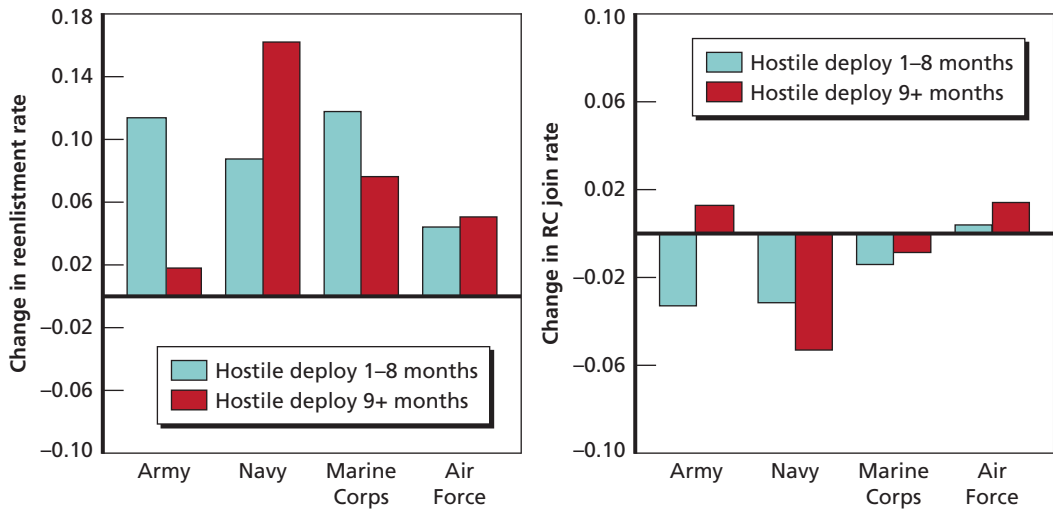 Change in reenlistment rate
0.18
0.14
0.10
0.06
0.02
–0.02
–0.06
–0.10
Hostile deploy 1–8 months
Hostile deploy 9+ months
Army
Navy
Marine
Corps
Air
Force
Change in RC join rate
0.10
0.06
0.02
–0.02
–0.06
–0.10
Hostile deploy 1–8 months
Hostile deploy 9+ months
Army
Navy
Marine
Corps
Air
Force